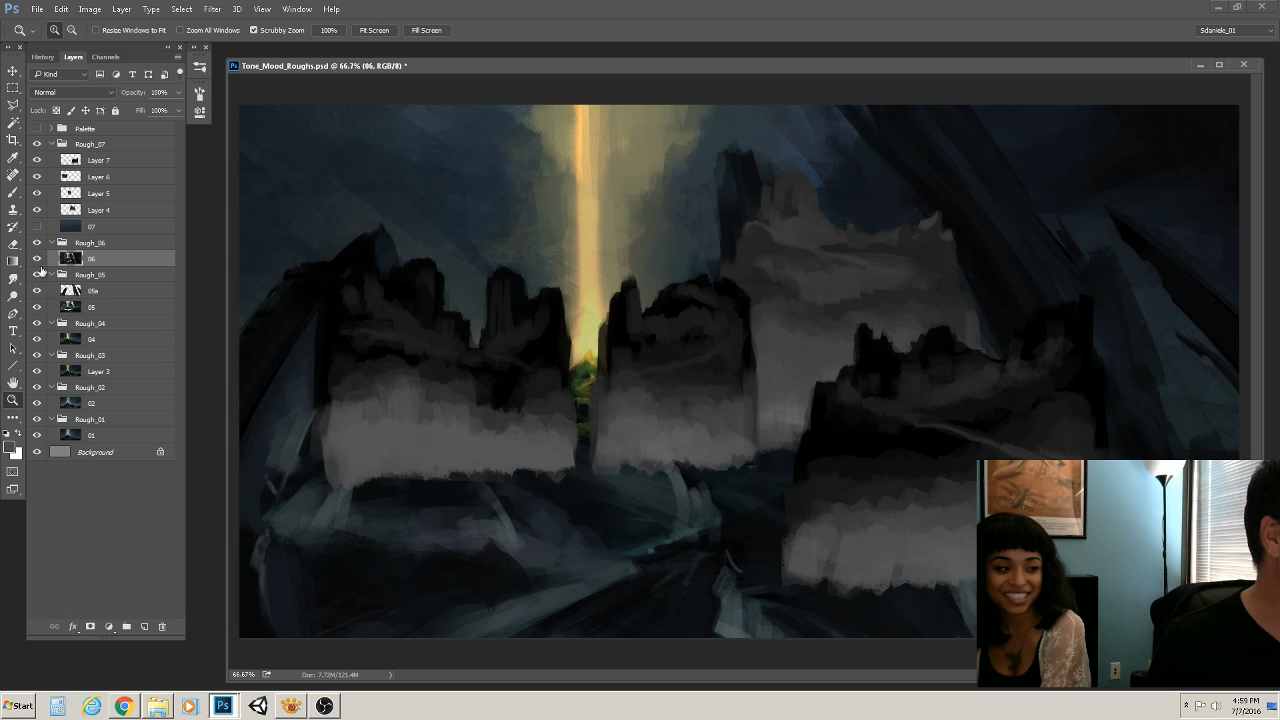 Ps File Edit Image Layer Type Select Filter 3D View Window Help
Resize Windows to Fit Zoom All Windows Scrubby Zoom 100% Fit Screen Fill Screen Sdaniele_01
History Layers Channels
Kind
Normal Opacity: 100%
Lock: Fill: 100%
Palette
Rough_07
Layer 7
Layer 6
Layer 5
Layer 4
07
Rough_06
06
Rough_05
05a
05
Rough_04
04
Rough_03
Layer 3
Rough_02
02
Rough_01
01
Background
fx
Ps Tone_Mood_Roughs.psd @ 66.7% (06, RGB/8) *
66.67% Doc: 7.72M/121.4M
Start Ps 4:59 PM
7/7/2016